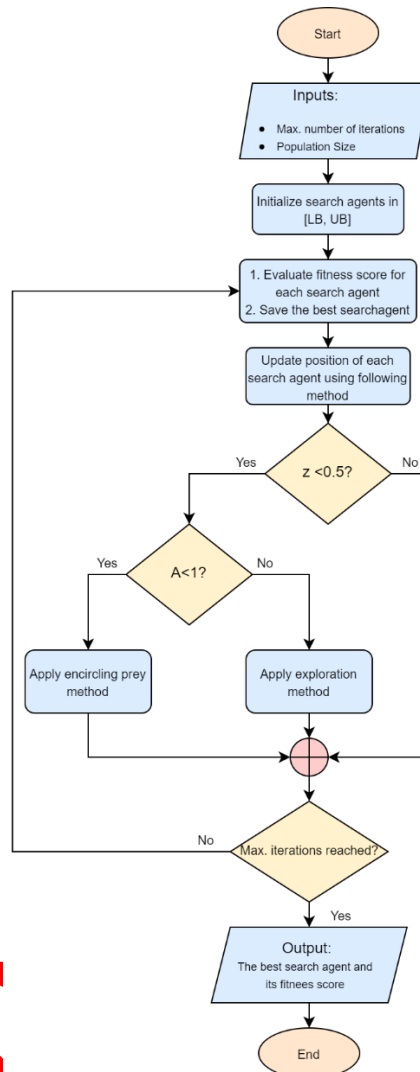 Start
Inputs:
● Max. number of iterations
● Population Size
Initialize search agents in
[LB, UB]
1. Evaluate fitness score for
each search agent
2. Save the best searchagent
Update position of each
search agent using following
method
Yes
z <0.5?
No
Yes
A<1?
No
Apply encircling prey
method
Apply exploration
method
No
Max. iterations reached?
Yes
Output:
The best search agent and
its fitnees score
End